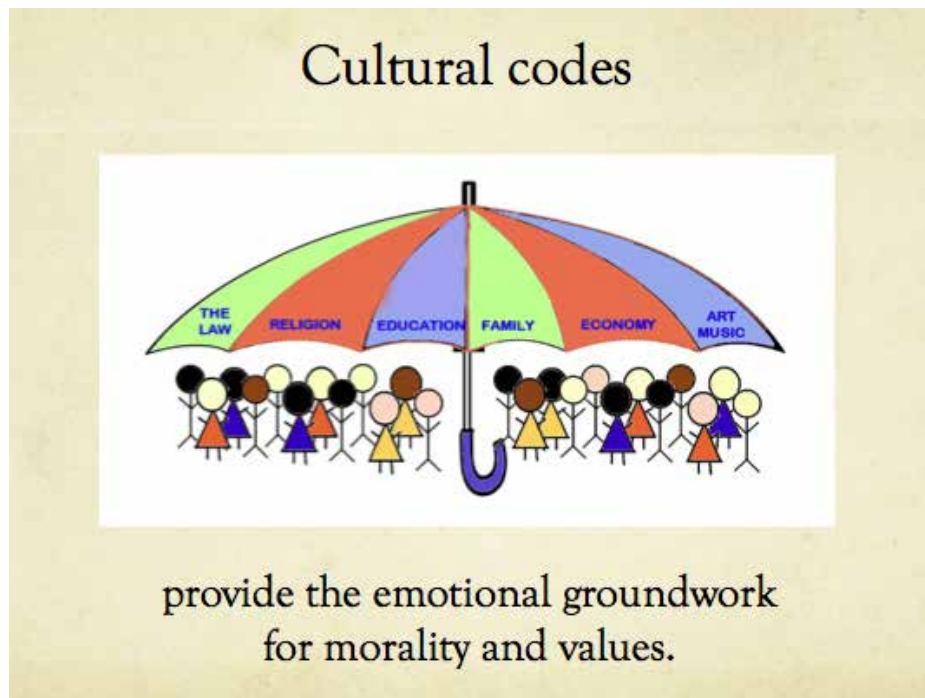 Cultural codes
THE
LAW
RELIGION
EDUCATION
FAMILY
ECONOMY
ART
MUSIC
provide the emotional groundwork
for morality and values.